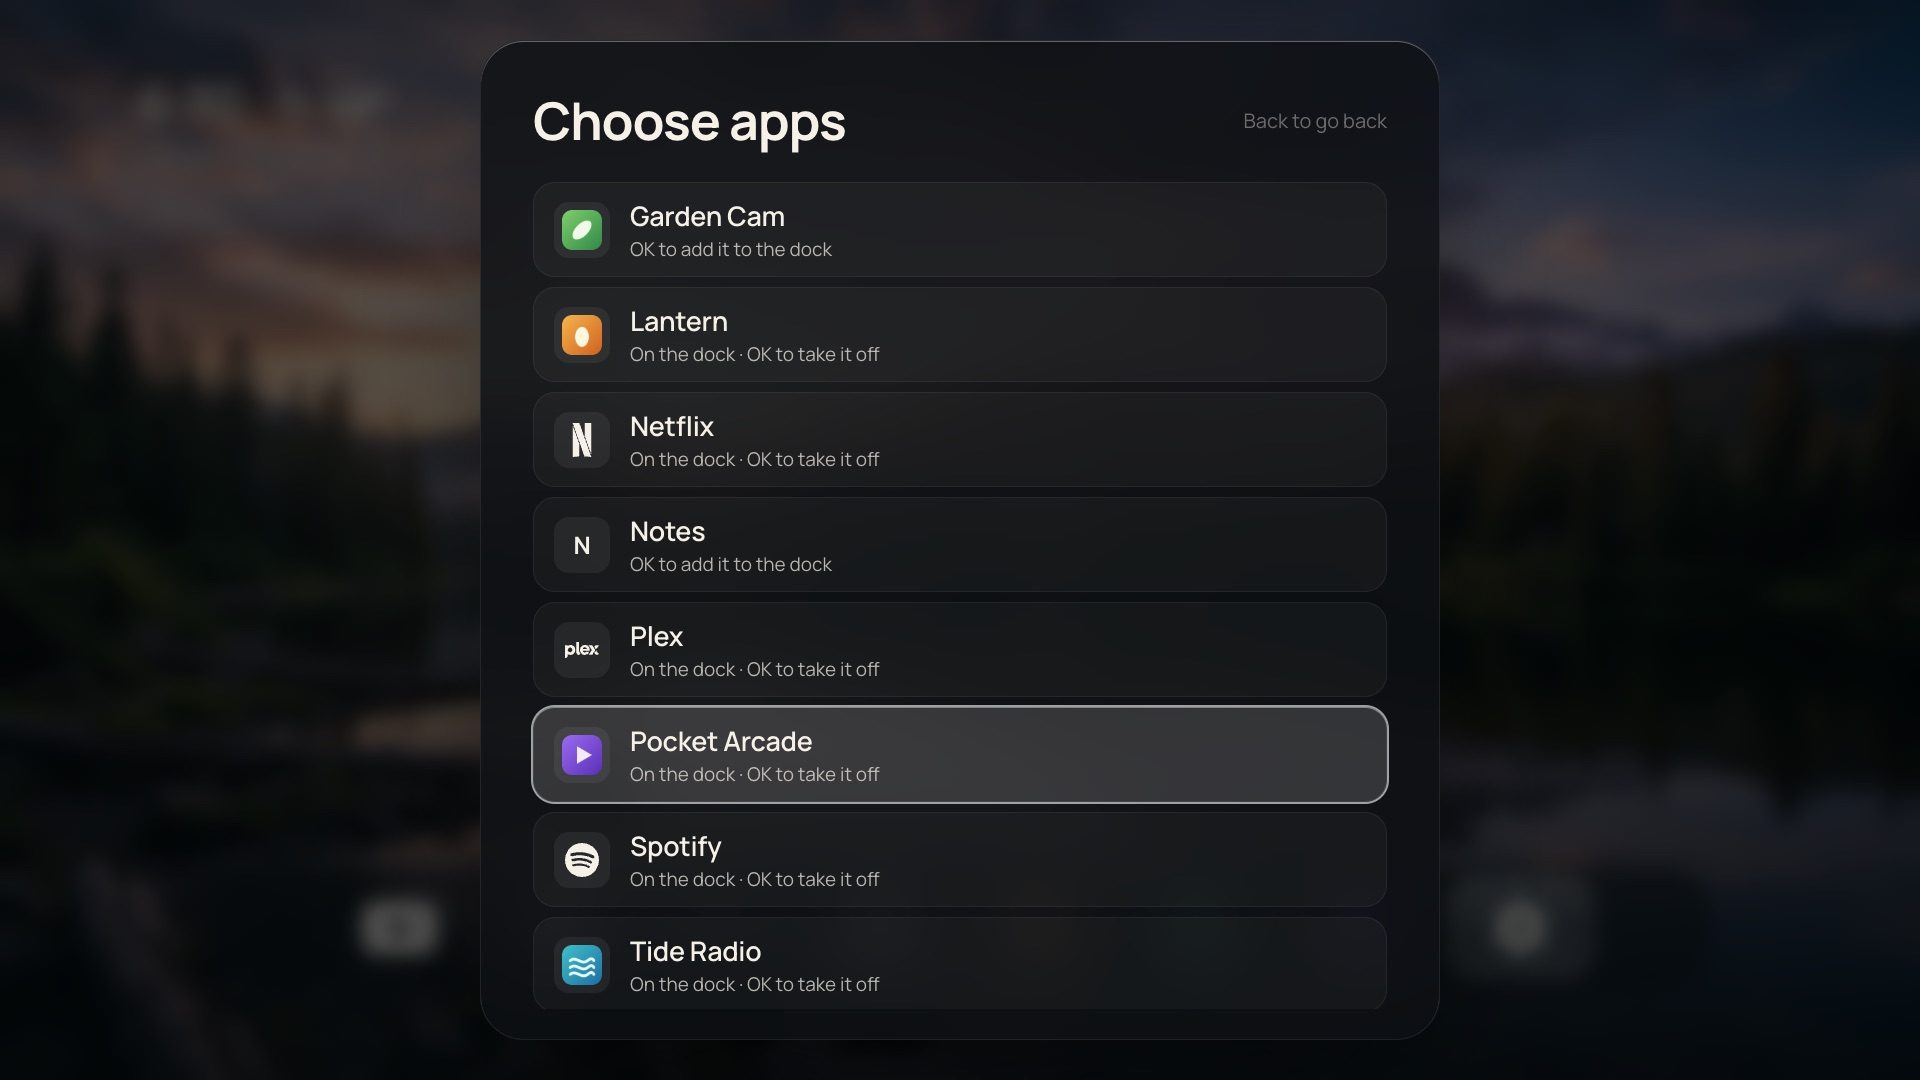 Choose apps
Back to go back
Garden Cam
OK to add it to the dock
Lantern
On the dock · OK to take it off
Netflix
On the dock · OK to take it off
N
Notes
OK to add it to the dock
plex
Plex
On the dock · OK to take it off
Pocket Arcade
On the dock · OK to take it off
Spotify
On the dock · OK to take it off
Tide Radio
On the dock · OK to take it off